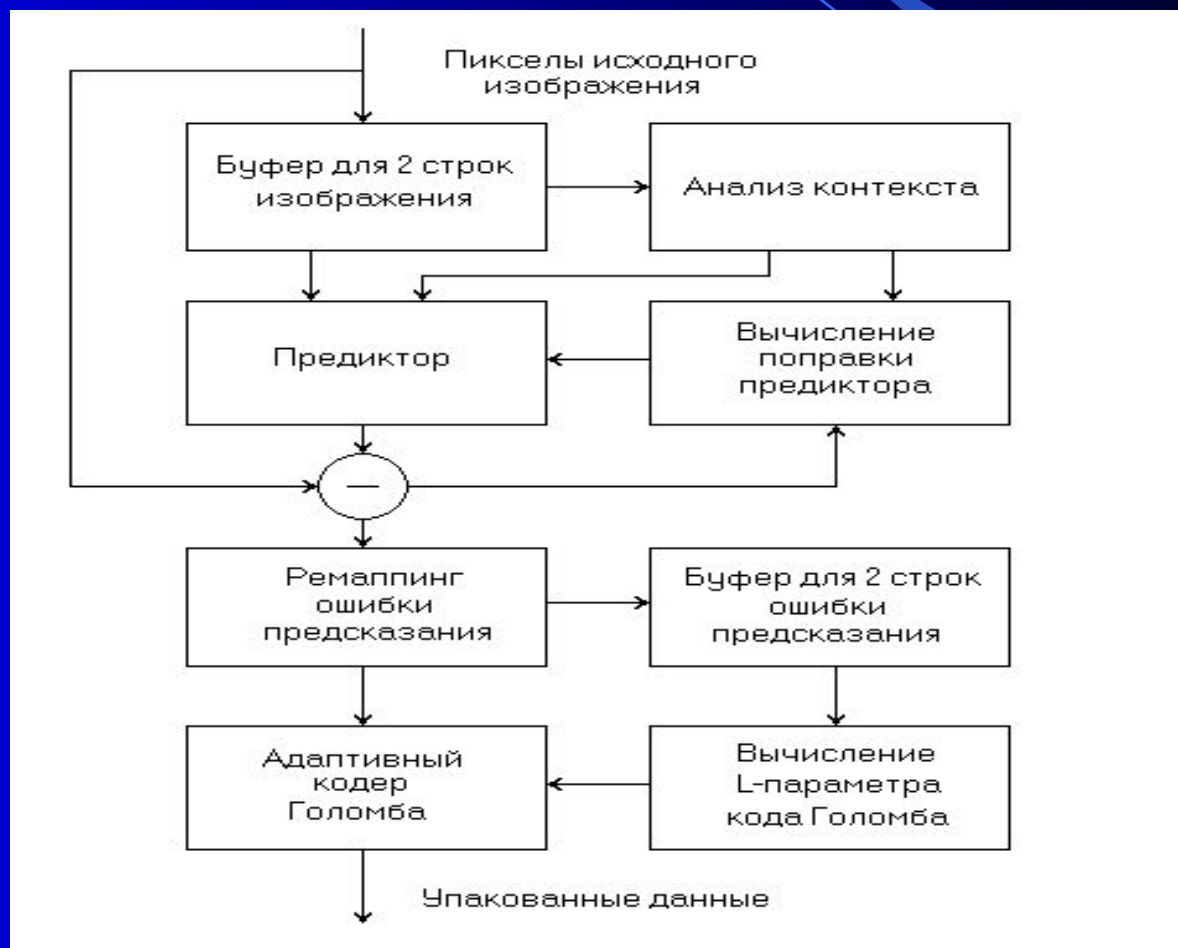 Пикселы исходного
изображения
Буфер для 2 строк
изображения
Анализ контекста
Предиктор
Вычисление
поправки
предиктора
—
Ремаппинг
ошибки
предсказания
Буфер для 2 строк
ошибки
предсказания
Адаптивный
кодер
Голомба
Вычисление
L-параметра
кода Голомба
Упакованные данные